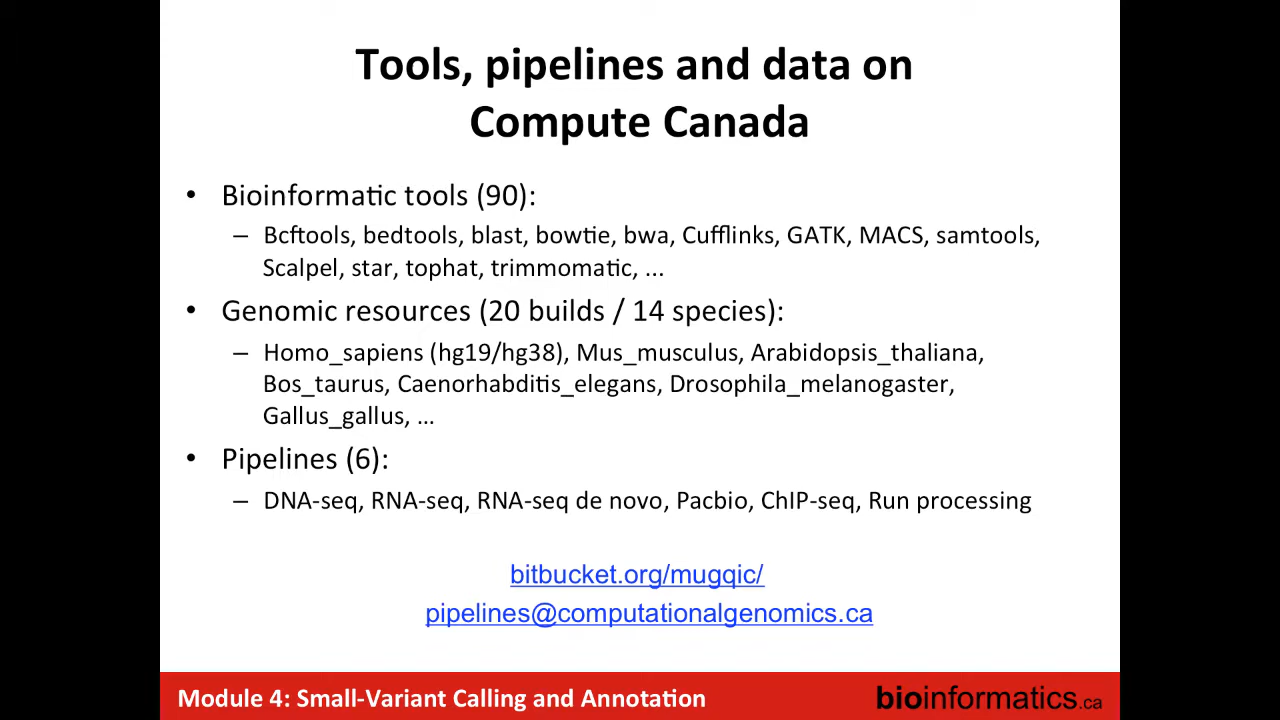 Tools, pipelines and data on
Compute Canada
• Bioinformatic tools (90):
– Bcftools, bedtools, blast, bowtie, bwa, Cufflinks, GATK, MACS, samtools,
Scalpel, star, tophat, trimmomatic, ...
• Genomic resources (20 builds / 14 species):
– Homo_sapiens (hg19/hg38), Mus_musculus, Arabidopsis_thaliana,
Bos_taurus, Caenorhabditis_elegans, Drosophila_melanogaster,
Gallus_gallus, …
• Pipelines (6):
– DNA-seq, RNA-seq, RNA-seq de novo, Pacbio, ChIP-seq, Run processing
bitbucket.org/mugqic/
pipelines@computationalgenomics.ca
Module 4: Small-Variant Calling and Annotation
bioinformatics.ca